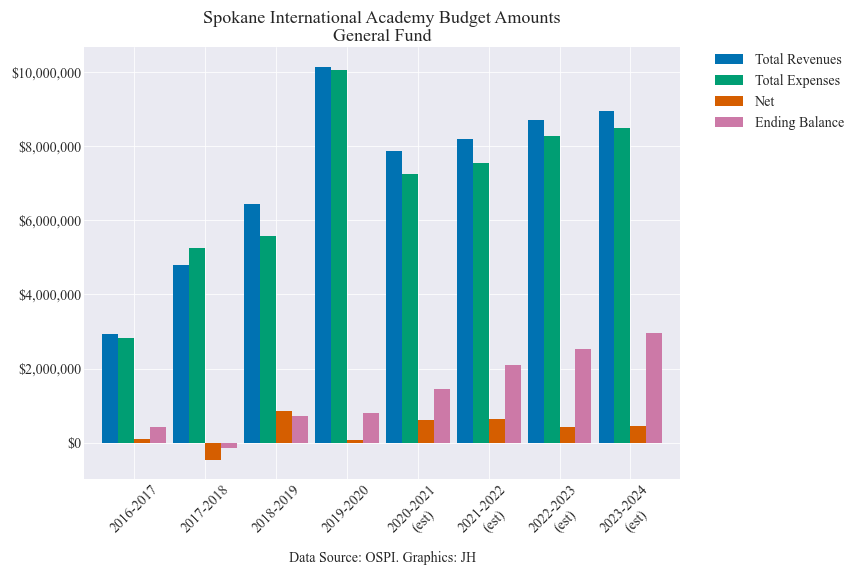 Spokane International Academy Budget Amounts
General Fund
Total Revenues
Total Expenses
Net
Ending Balance
$10,000,000
$8,000,000
$6,000,000
$4,000,000
$2,000,000
$0
2016-2017
2017-2018
2018-2019
2019-2020
2020-2021
(est)
2021-2022
(est)
2022-2023
(est)
2023-2024
(est)
Data Source: OSPI. Graphics: JH